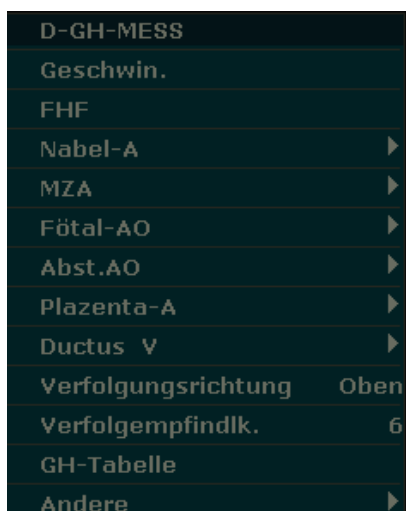 D-GH-MESS
Geschwin.
FHF
Nabel-A
MZA
Fötal-AO
Abst.AO
Plazenta-A
Ductus V
Verfolgungsrichtung Oben
Verfolgempfindlk. 6
GH-Tabelle
Andere